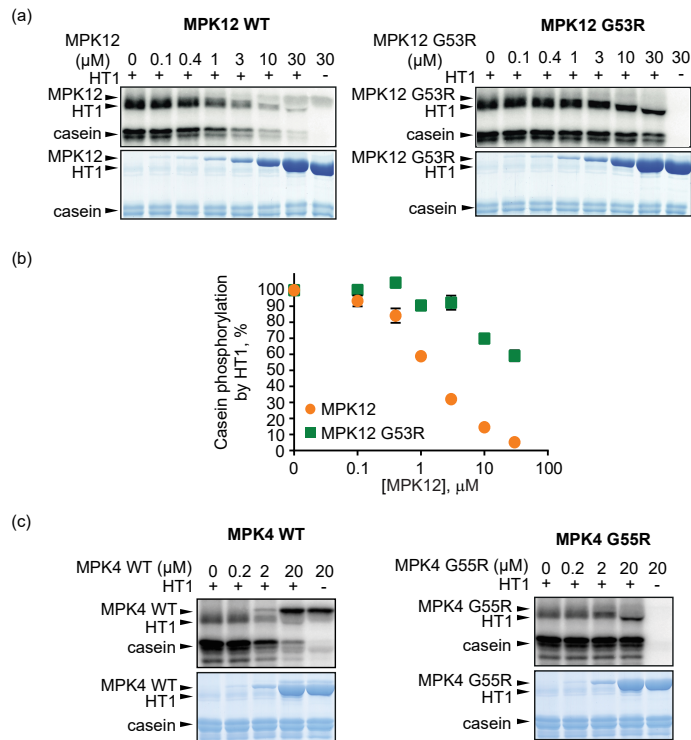 (a)
MPK12 WT
MPK12
(μM)
0 0.1 0.4 1 3 10 30 30
HT1 + + + + + + + -
MPK12
HT1
casein
MPK12
HT1
casein
MPK12 G53R
MPK12 G53R
(μM)
0 0.1 0.4 1 3 10 30 30
HT1 + + + + + + + -
MPK12 G53R
HT1
casein
MPK12 G53R
HT1
casein
(b)
Casein phosphorylation
by HT1, %
100
90
80
70
60
50
40
30
20
10
0
MPK12
MPK12 G53R
0 0.1 1 10 100
[MPK12], μM
(c)
MPK4 WT
MPK4 WT (μM) 0 0.2 2 20 20
HT1 + + + + -
MPK4 WT
HT1
casein
MPK4 WT
HT1
casein
MPK4 G55R
MPK4 G55R (μM) 0 0.2 2 20 20
HT1 + + + + -
MPK4 G55R
HT1
casein
MPK4 G55R
HT1
casein